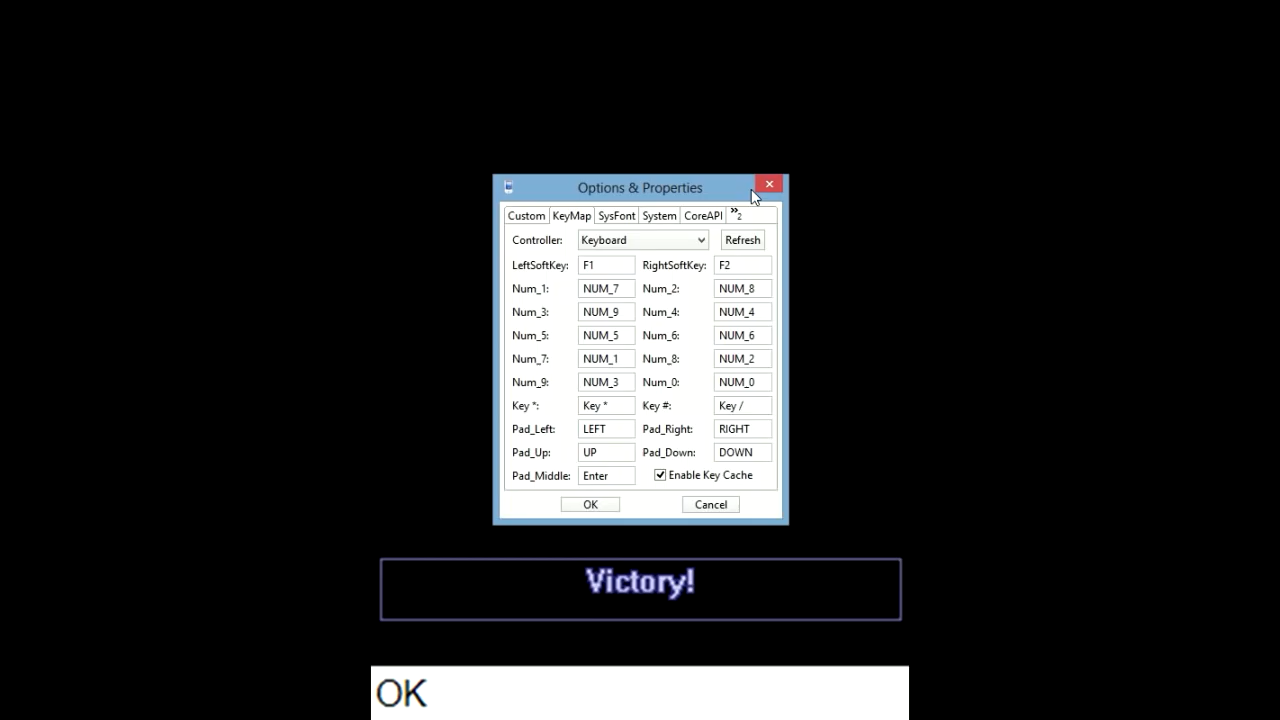 Options & Properties
Custom KeyMap SysFont System CoreAPI »2
Controller: Keyboard Refresh
LeftSoftKey: F1 RightSoftKey: F2
Num_1: NUM_7 Num_2: NUM_8
Num_3: NUM_9 Num_4: NUM_4
Num_5: NUM_5 Num_6: NUM_6
Num_7: NUM_1 Num_8: NUM_2
Num_9: NUM_3 Num_0: NUM_0
Key *: Key * Key #: Key /
Pad_Left: LEFT Pad_Right: RIGHT
Pad_Up: UP Pad_Down: DOWN
Pad_Middle: Enter Enable Key Cache
OK Cancel
Victory!
OK